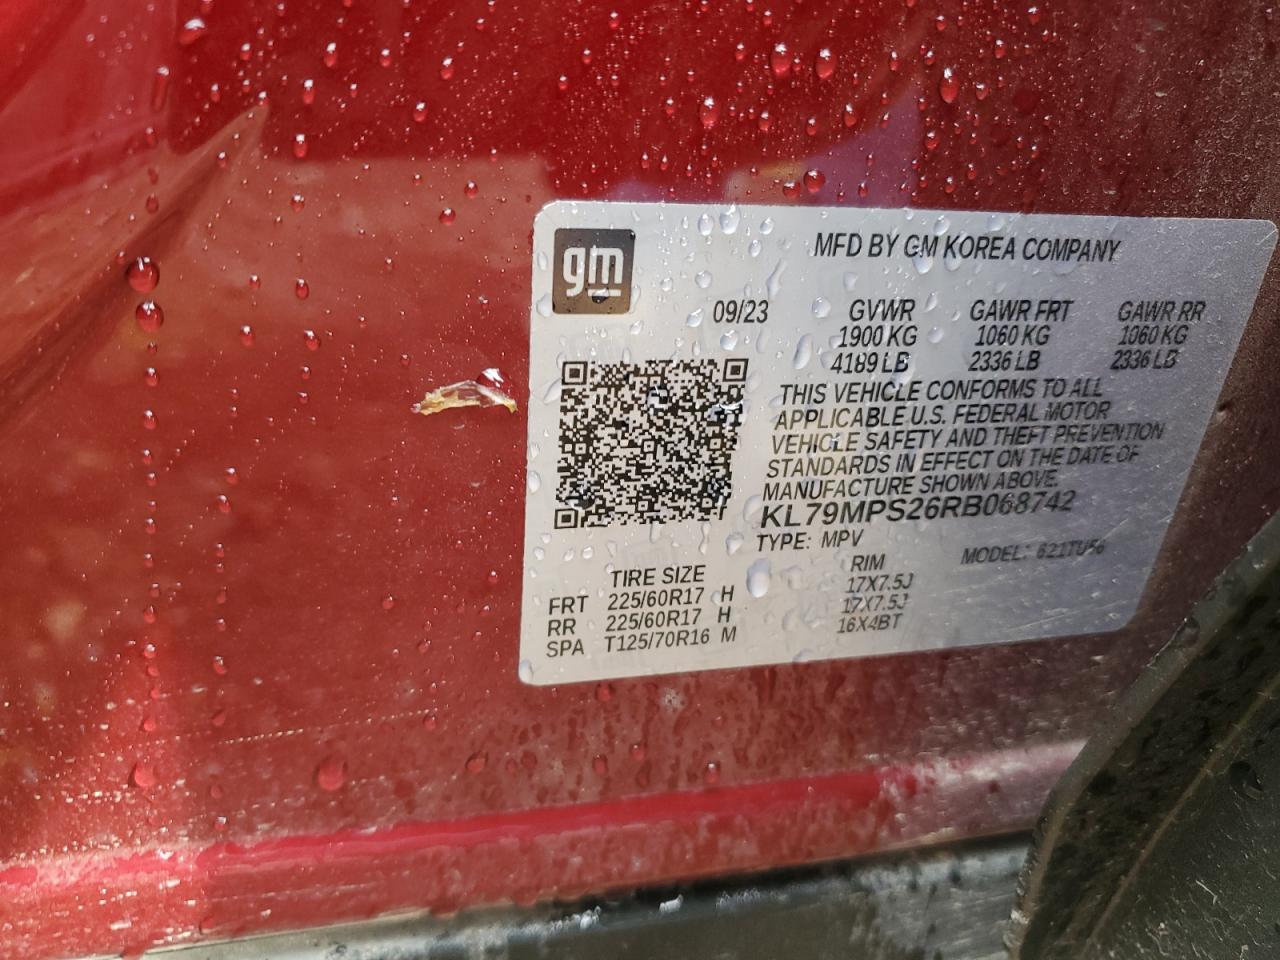 gm
MFD BY GM KOREA COMPANY
09/23 GVWR GAWR FRT GAWR RR
1900 KG 1060 KG 1060 KG
4189 LB 2336 LB 2336 LB
THIS VEHICLE CONFORMS TO ALL
APPLICABLE U.S. FEDERAL MOTOR
VEHICLE SAFETY AND THEFT PREVENTION
STANDARDS IN EFFECT ON THE DATE OF
MANUFACTURE SHOWN ABOVE.
KL79MPS26RB068742
TYPE: MPV MODEL: 621TU56
TIRE SIZE RIM
FRT 225/60R17 H 17X7.5J
RR 225/60R17 H 17X7.5J
SPA T125/70R16 M 16X4BT